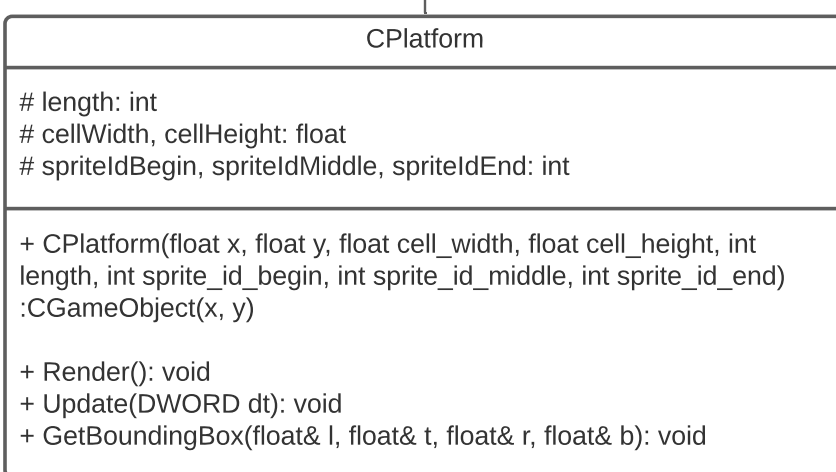 CPlatform
# length: int
# cellWidth, cellHeight: float
# spriteIdBegin, spriteIdMiddle, spriteIdEnd: int
+ CPlatform(float x, float y, float cell_width, float cell_height, int
length, int sprite_id_begin, int sprite_id_middle, int sprite_id_end)
:CGameObject(x, y)
+ Render(): void
+ Update(DWORD dt): void
+ GetBoundingBox(float& l, float& t, float& r, float& b): void